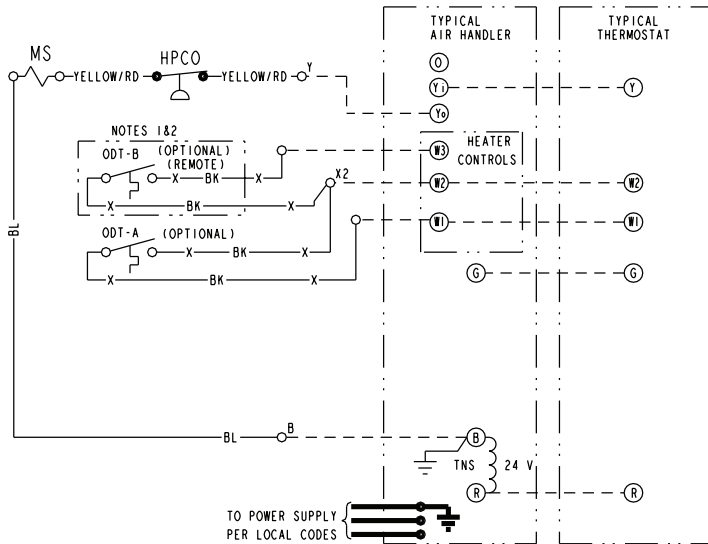 TYPICAL
AIR HANDLER
TYPICAL
THERMOSTAT
MS
HPCO
YELLOW/RD
YELLOW/RD
Y
O
Yi
Y
Yo
NOTES 1&2
ODT-B
(OPTIONAL)
(REMOTE)
X
BK
X
X
BK
X
X2
W3
HEATER
CONTROLS
W2
W2
W1
W1
ODT-A
(OPTIONAL)
X
BK
X
X
BK
X
G
G
BL
BL
B
B
TNS
24 V
R
R
TO POWER SUPPLY
PER LOCAL CODES